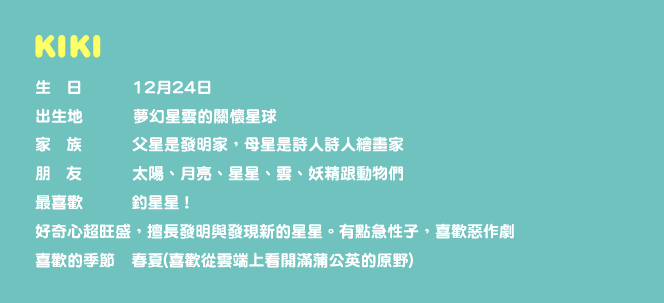 KIKI
生　日　　　12月24日
出生地　　　夢幻星雲的關懷星球
家　族　　　父星是發明家，母星是詩人詩人繪畫家
朋　友　　　太陽、月亮、星星、雲、妖精跟動物們
最喜歡　　　釣星星！
好奇心超旺盛，擅長發明與發現新的星星。有點急性子，喜歡惡作劇
喜歡的季節　春夏(喜歡從雲端上看開滿蒲公英的原野)